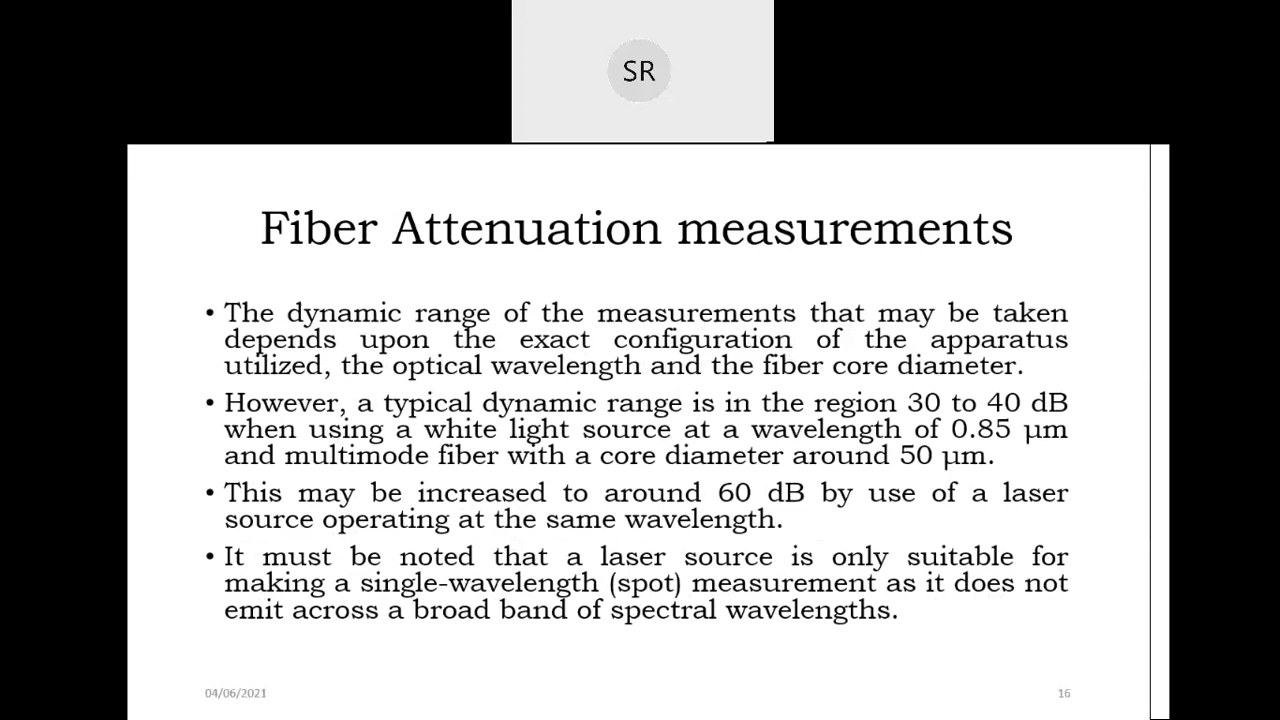 SR
Fiber Attenuation measurements
• The dynamic range of the measurements that may be taken
depends upon the exact configuration of the apparatus
utilized, the optical wavelength and the fiber core diameter.
• However, a typical dynamic range is in the region 30 to 40 dB
when using a white light source at a wavelength of 0.85 µm
and multimode fiber with a core diameter around 50 µm.
• This may be increased to around 60 dB by use of a laser
source operating at the same wavelength.
• It must be noted that a laser source is only suitable for
making a single-wavelength (spot) measurement as it does not
emit across a broad band of spectral wavelengths.
04/06/2021
16